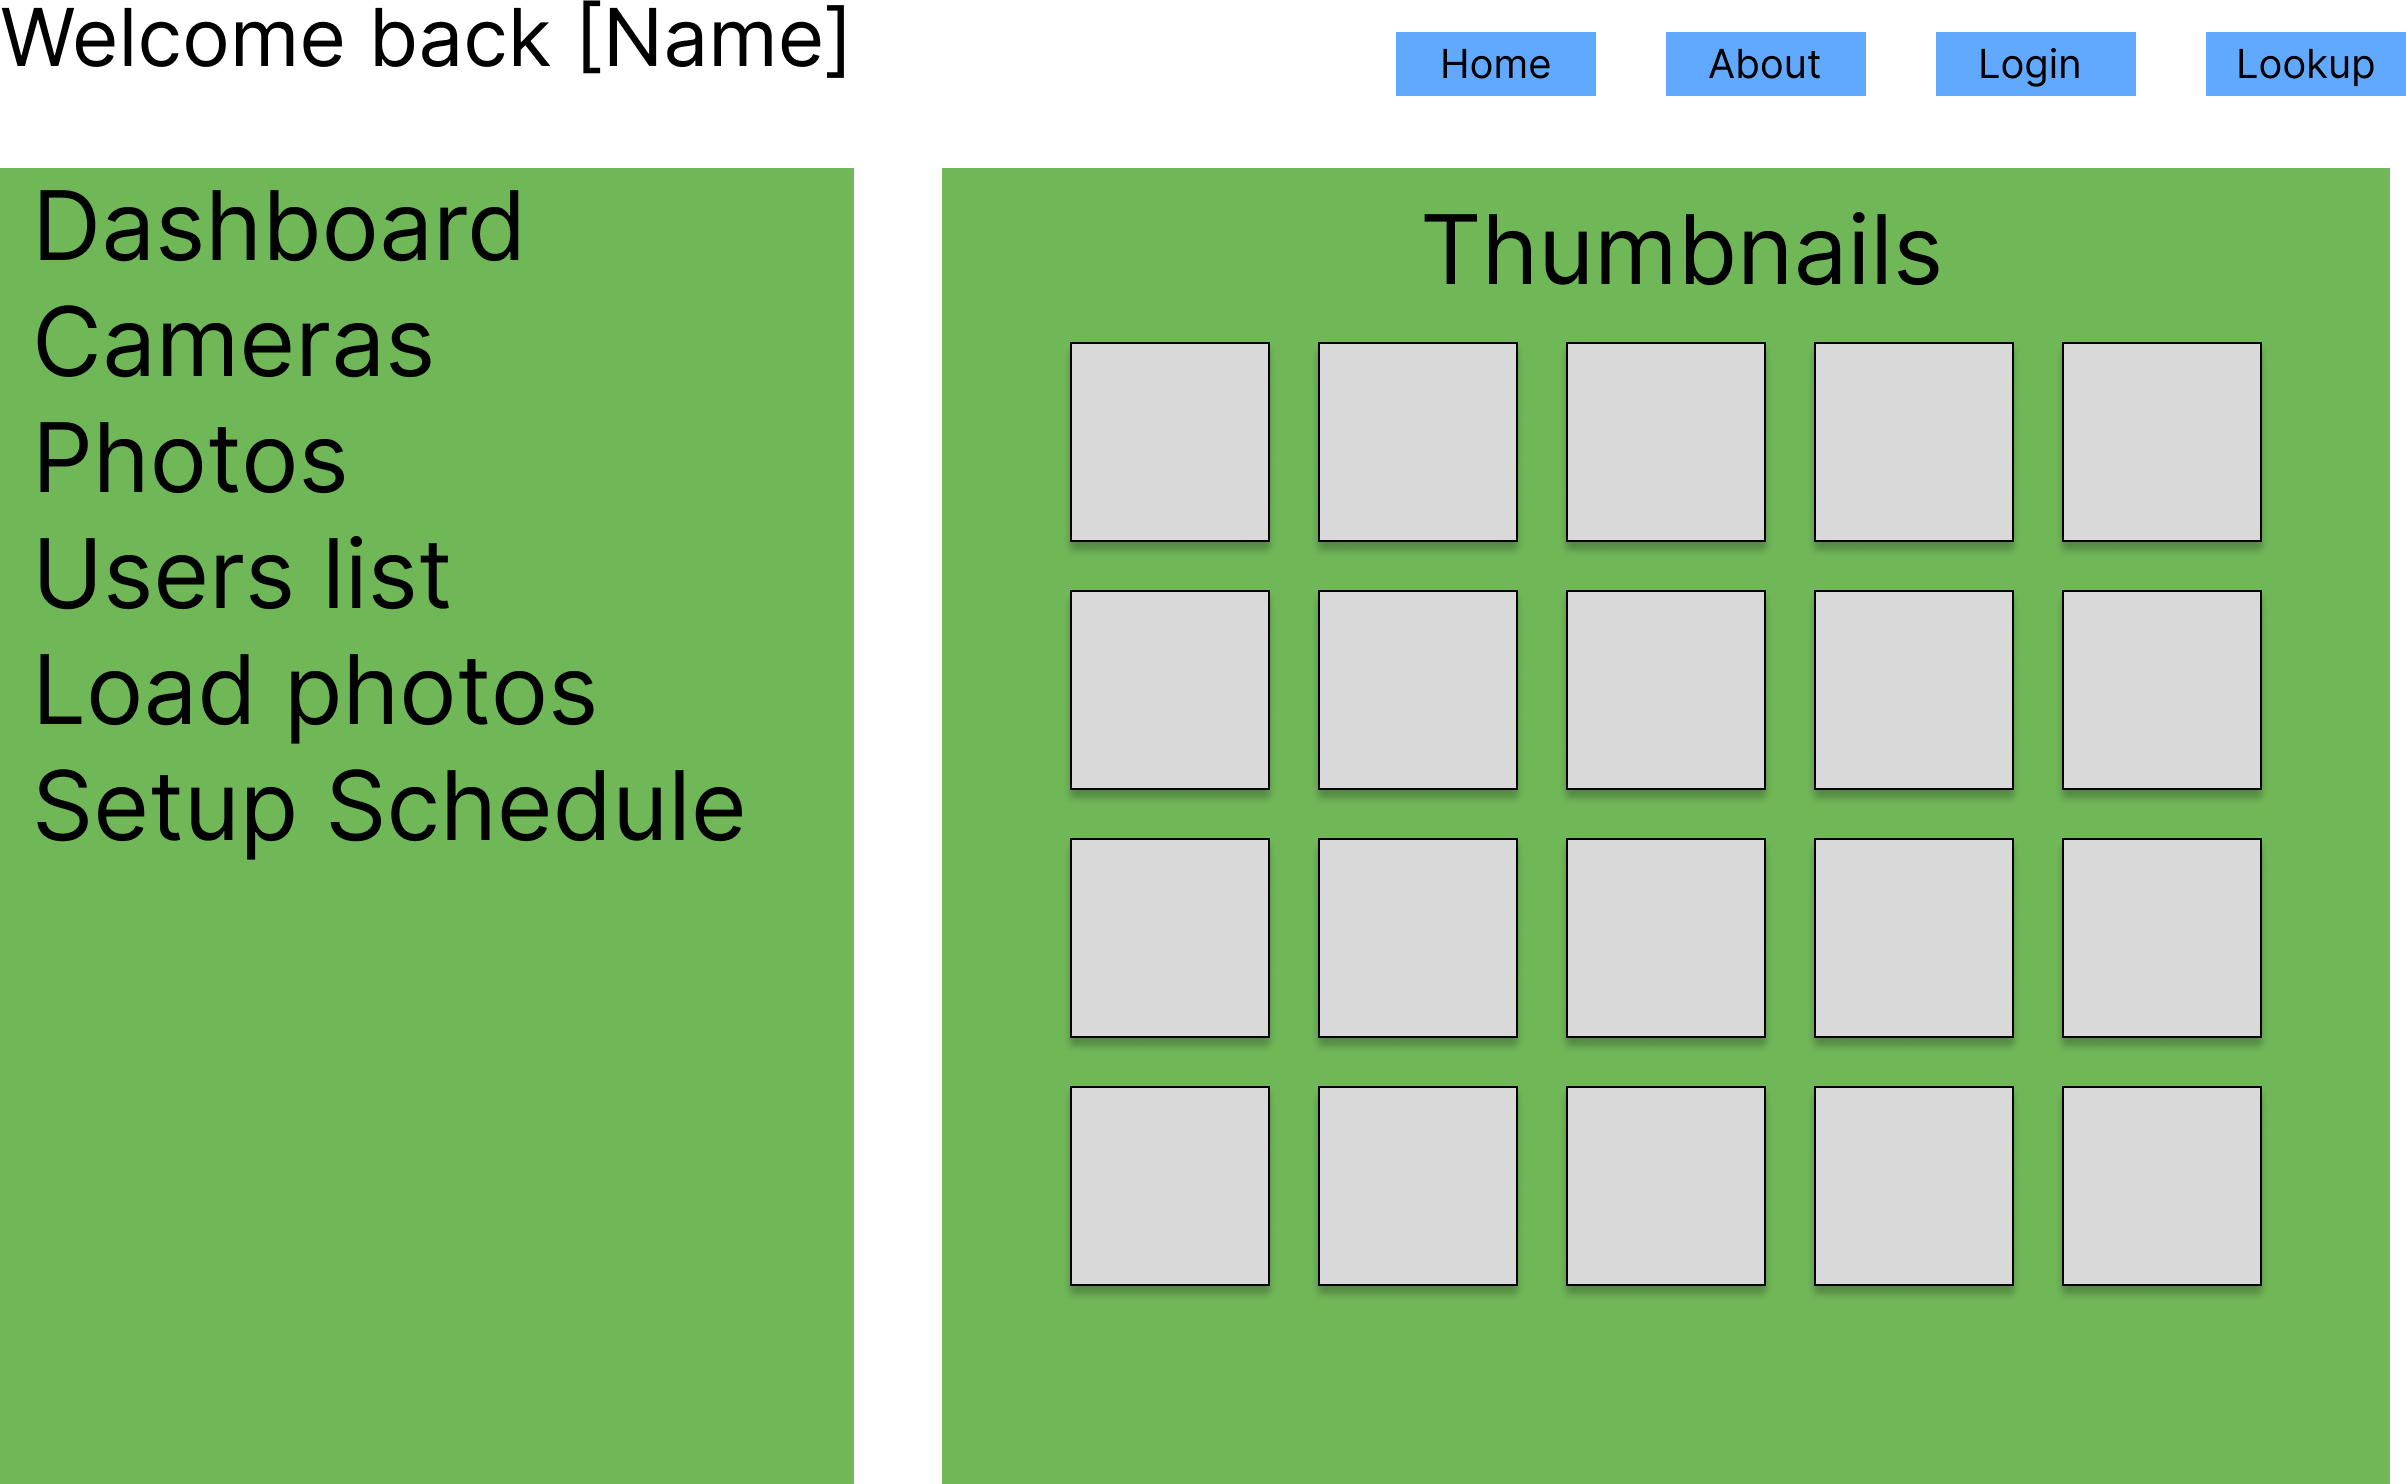 Welcome back [Name]
Home
About
Login
Lookup
Dashboard
Cameras
Photos
Users list
Load photos
Setup Schedule
Thumbnails